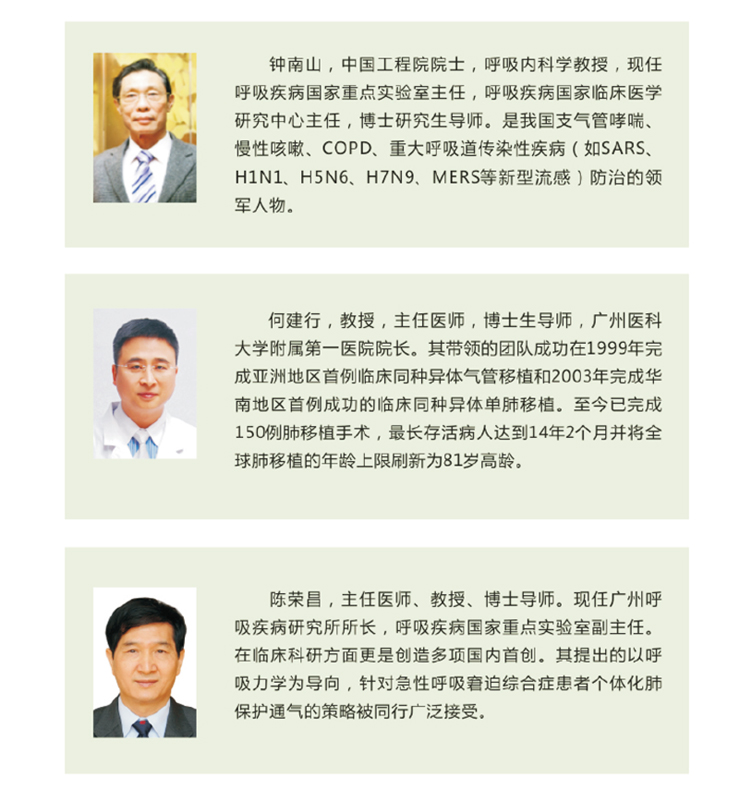 钟南山，中国工程院院士，呼吸内科学教授，现任
呼吸疾病国家重点实验室主任，呼吸疾病国家临床医学
研究中心主任，博士研究生导师。是我国支气管哮喘、
慢性咳嗽、COPD、重大呼吸道传染性疾病（如SARS、
H1N1、H5N6、H7N9、MERS等新型流感）防治的领
军人物。
何建行，教授，主任医师，博士生导师，广州医科
大学附属第一医院院长。其带领的团队成功在1999年完
成亚洲地区首例临床同种异体气管移植和2003年完成华
南地区首例成功的临床同种异体单肺移植。至今已完成
150例肺移植手术，最长存活病人达到14年2个月并将全
球肺移植的年龄上限刷新为81岁高龄。
陈荣昌，主任医师、教授、博士导师。现任广州呼
吸疾病研究所所长，呼吸疾病国家重点实验室副主任。
在临床科研方面更是创造多项国内首创。其提出的以呼
吸力学为导向，针对急性呼吸窘迫综合症患者个体化肺
保护通气的策略被同行广泛接受。